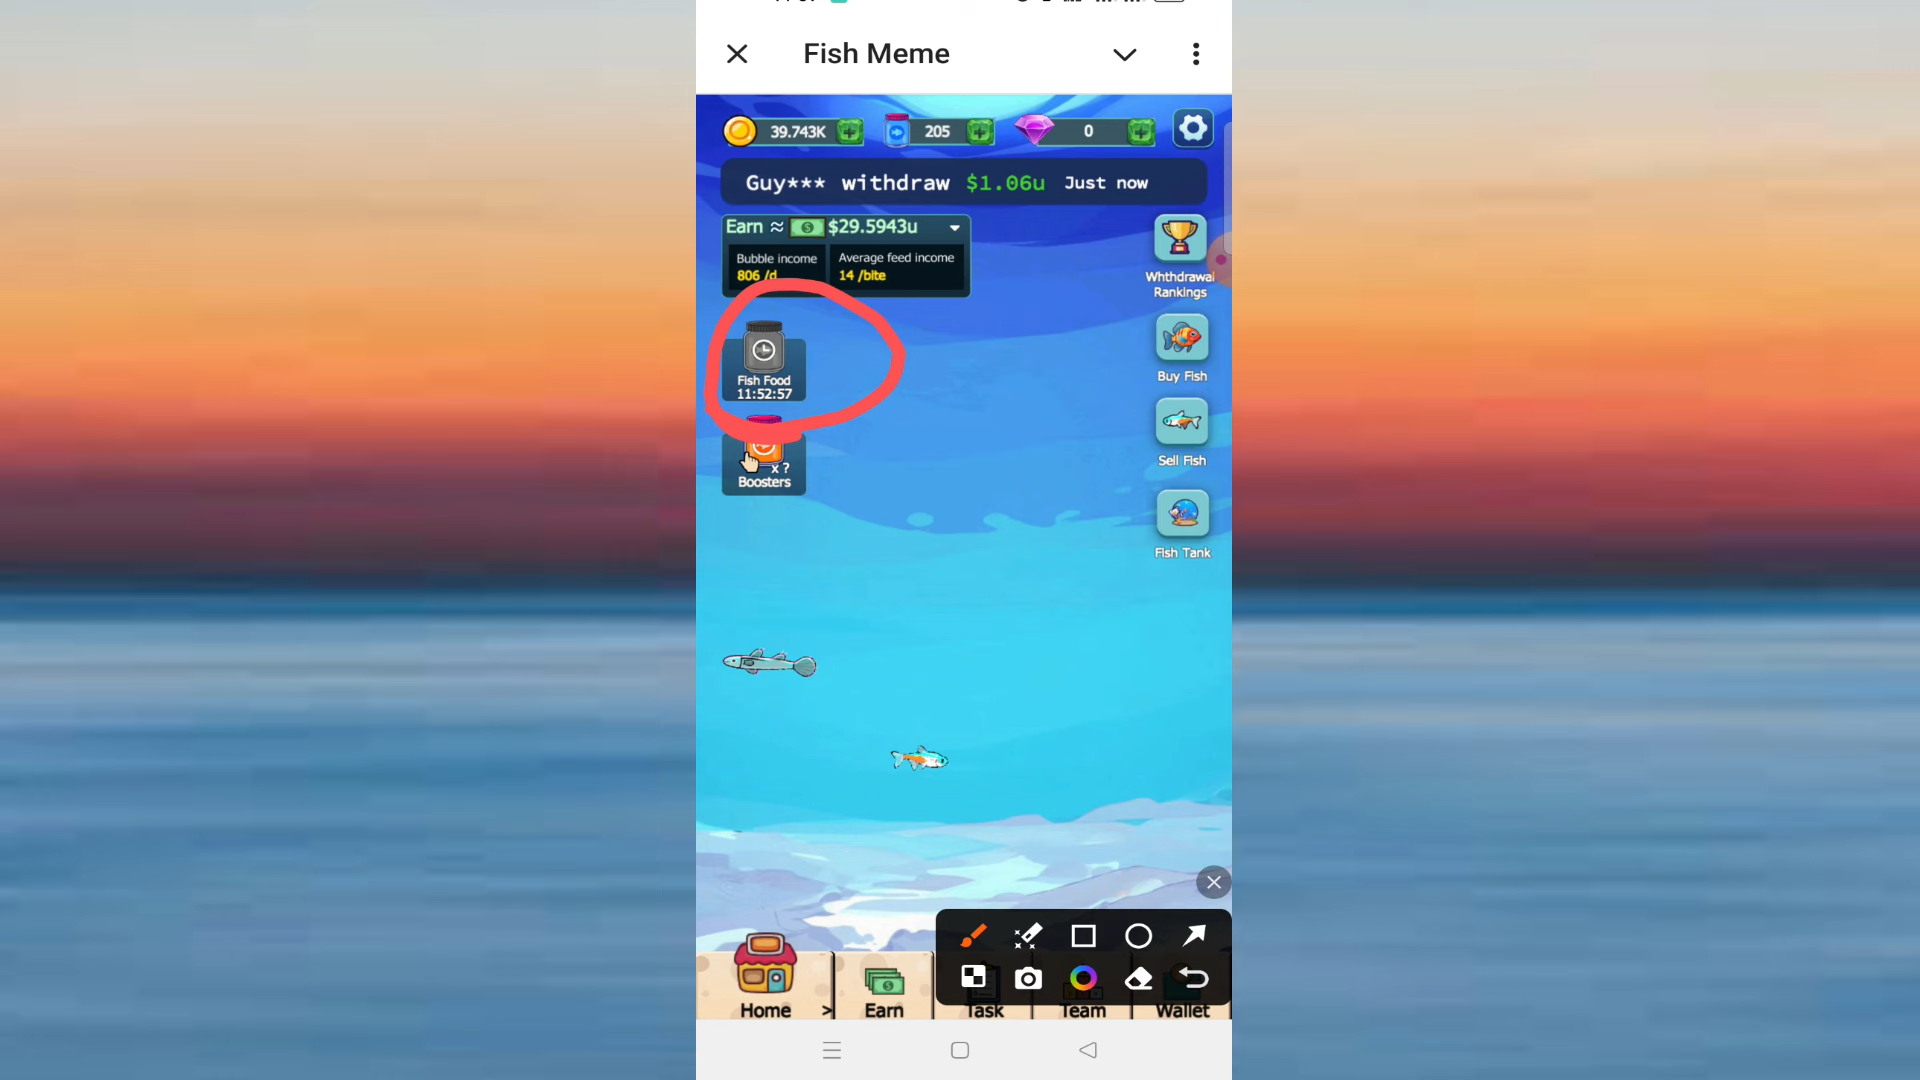 Fish Meme
39.743K
205
0
Guy*** withdraw $1.06u Just now
Earn ≈ $29.5943u
Bubble income
806 /d
Average feed income
14 /bite
Whthdrawal
Rankings
Fish Food
11:52:57
Buy Fish
x ?
Boosters
Sell Fish
Fish Tank
Home >
Earn
Task
Team
Wallet